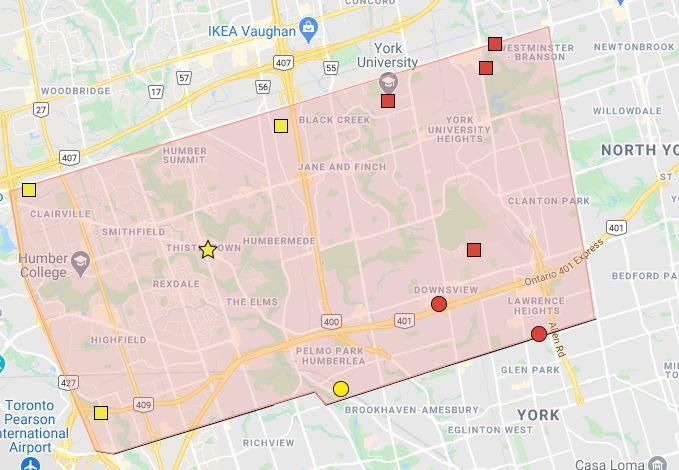 CONCORD
IKEA Vaughan
407
York
University
WESTMINSTER
- BRANSON
NEWTONBROOK
55
56
57
17
27
WOODBRIDGE
BLACK CREEK
YORK
UNIVERSITY
HEIGHTS
WILLOWDALE
407
HUMBER
SUMMIT
JANE AND FINCH
NORTH YO
ST.
CLAIRVILLE
SMITHFIELD
CLANTON PARK
401
HUMBERMEDE
Humber
College
REXDALE
THE ELMS
DOWNSVIEW
Ontario 401 Express
BEDFORD PA
LAWRENCE
HEIGHTS
400
401
HIGHFIELD
PELMO PARK
- HUMBERLEA
Allen Rd
GLEN PARK
427
409
Toronto
Pearson
International
Airport
BROOKHAVEN-AMESBURY
YORK
EGLINTON WEST
RICHVIEW
Casa Loma